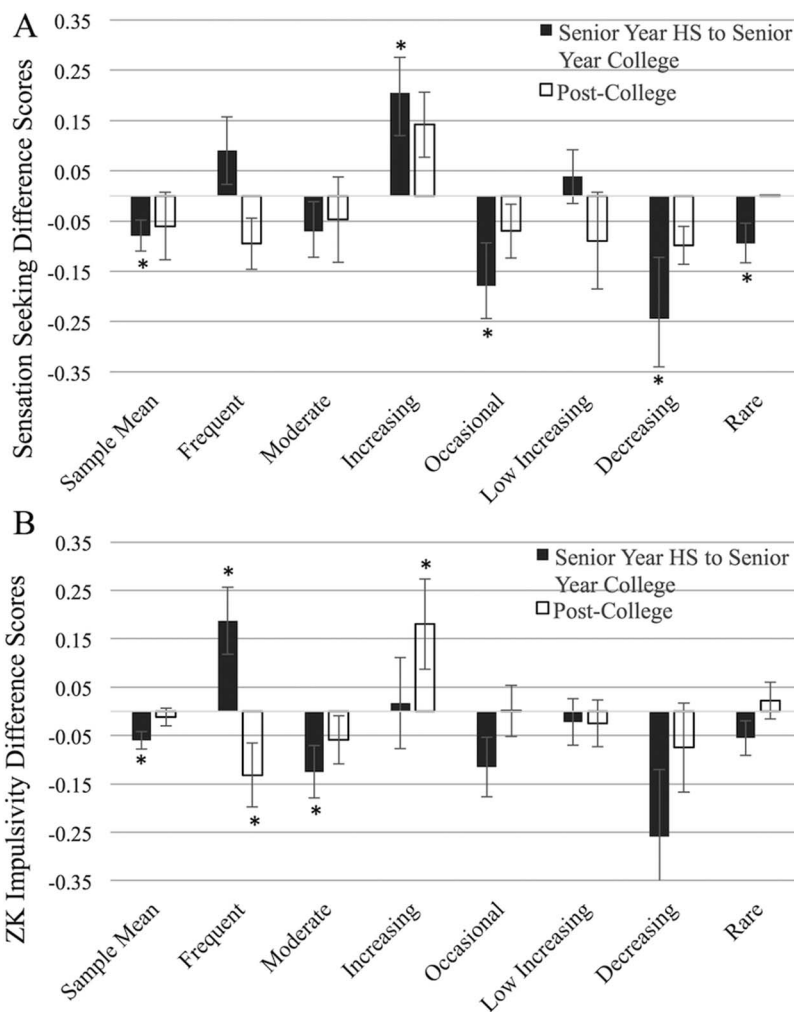 A
Sensation Seeking Difference Scores
0.35
0.25
0.15
0.05
-0.05
-0.15
-0.25
-0.35
Senior Year HS to Senior
Year College
Post-College
*
*
*
*
*
Sample Mean
Frequent
Moderate
Increasing
Occasional
Low Increasing
Decreasing
Rare
B
ZK Impulsivity Difference Scores
0.35
0.25
0.15
0.05
-0.05
-0.15
-0.25
-0.35
Senior Year HS to Senior
Year College
Post-College
*
*
*
*
*
Sample Mean
Frequent
Moderate
Increasing
Occasional
Low Increasing
Decreasing
Rare